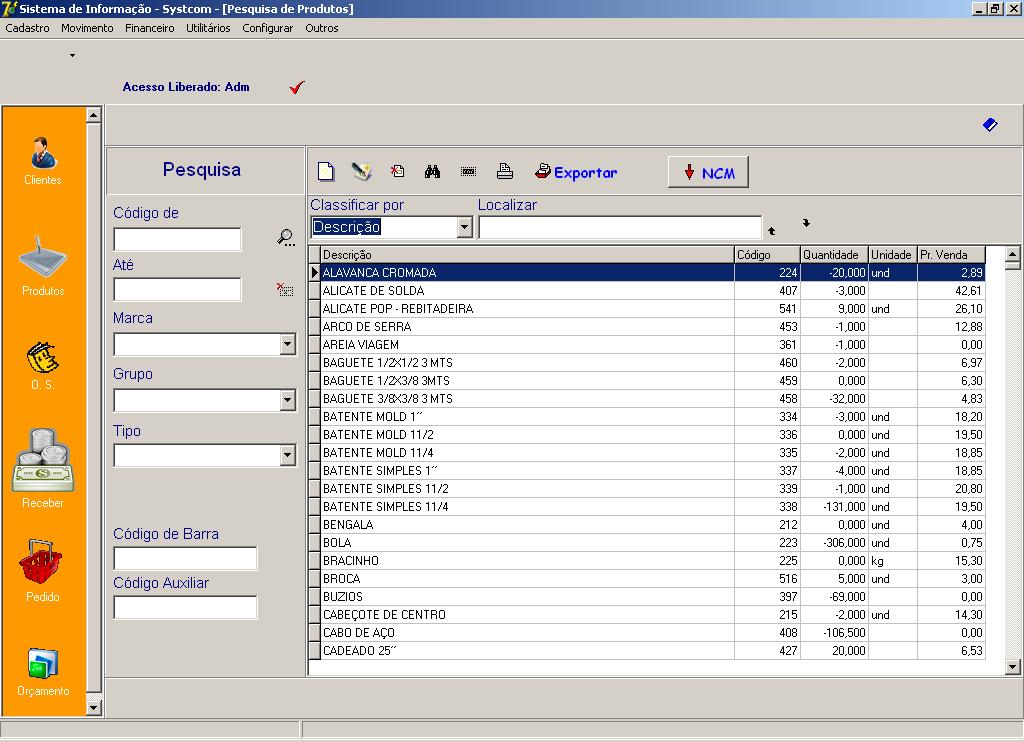 Sistema de Informação - Systcom - [Pesquisa de Produtos]
Cadastro Movimento Financeiro Utilitários Configurar Outros
Acesso Liberado: Adm
Clientes
Produtos
O. S.
Receber
Pedido
Orçamento
Pesquisa
Código de
Até
Marca
Grupo
Tipo
Código de Barra
Código Auxiliar
Exportar NCM
Classificar por Localizar
Descrição
Descrição Código Quantidade Unidade Pr. Venda
ALAVANCA CROMADA 224 -20,000 und 2,89
ALICATE DE SOLDA 407 -3,000 42,61
ALICATE POP - REBITADEIRA 541 9,000 und 26,10
ARCO DE SERRA 453 -1,000 12,88
AREIA VIAGEM 361 -1,000 0,00
BAGUETE 1/2X1/2 3 MTS 460 -2,000 6,97
BAGUETE 1/2X3/8 3MTS 459 0,000 6,30
BAGUETE 3/8X3/8 3 MTS 458 -32,000 4,83
BATENTE MOLD 1´´ 334 -3,000 und 18,20
BATENTE MOLD 11/2 336 0,000 und 19,50
BATENTE MOLD 11/4 335 -2,000 und 18,85
BATENTE SIMPLES 1´´ 337 -4,000 und 18,85
BATENTE SIMPLES 11/2 339 -1,000 und 20,80
BATENTE SIMPLES 11/4 338 -131,000 und 19,50
BENGALA 212 0,000 und 4,00
BOLA 223 -306,000 und 0,75
BRACINHO 225 0,000 kg 15,30
BROCA 516 5,000 und 3,00
BUZIOS 397 -69,000 0,00
CABEÇOTE DE CENTRO 215 -2,000 und 14,30
CABO DE AÇO 408 -106,500 0,00
CADEADO 25´´ 427 20,000 6,53